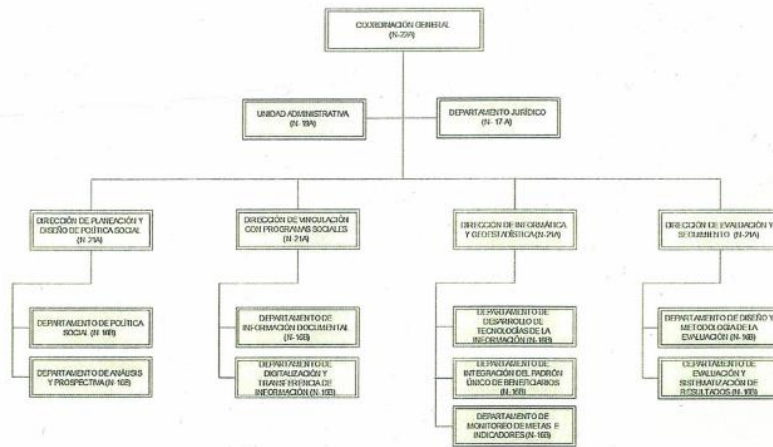 COORDINACIÓN GENERAL
(N-22A)
UNIDAD ADMINISTRATIVA
(N- 19A)
DEPARTAMENTO JURÍDICO
(N- 17 A)
DIRECCIÓN DE PLANEACIÓN Y
DISEÑO DE POLÍTICA SOCIAL
(N-21A)
DIRECCIÓN DE VINCULACIÓN
CON PROGRAMAS SOCIALES
(N-21A)
DIRECCIÓN DE INFORMÁTICA
Y GEOESTADÍSTICA (N-21A)
DIRECCIÓN DE EVALUACIÓN Y
SEGUIMIENTO (N-21A)
DEPARTAMENTO DE POLÍTICA
SOCIAL (N-16B)
DEPARTAMENTO DE ANÁLISIS
Y PROSPECTIVA (N-16B)
DEPARTAMENTO DE
INFORMACIÓN DOCUMENTAL
(N-16B)
DEPARTAMENTO DE
DIGITALIZACIÓN Y
TRANSFERENCIA DE
INFORMACIÓN (N-16B)
DEPARTAMENTO DE
DESARROLLO DE
TECNOLOGÍAS DE LA
INFORMACIÓN (N-16B)
DEPARTAMENTO DE
INTEGRACIÓN DEL PADRÓN
ÚNICO DE BENEFICIARIOS
(N-16B)
DEPARTAMENTO DE
MONITOREO DE METAS E
INDICADORES (N-16B)
DEPARTAMENTO DE DISEÑO Y
METODOLOGÍA DE LA
EVALUACIÓN (N-16B)
DEPARTAMENTO DE
EVALUACIÓN Y
SISTEMATIZACIÓN DE
RESULTADOS (N-16B)